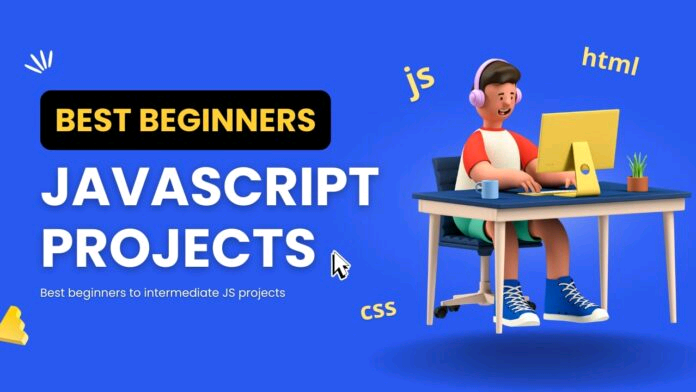 BEST BEGINNERS
JAVASCRIPT
PROJECTS
Best beginners to intermediate JS projects
js
html
css